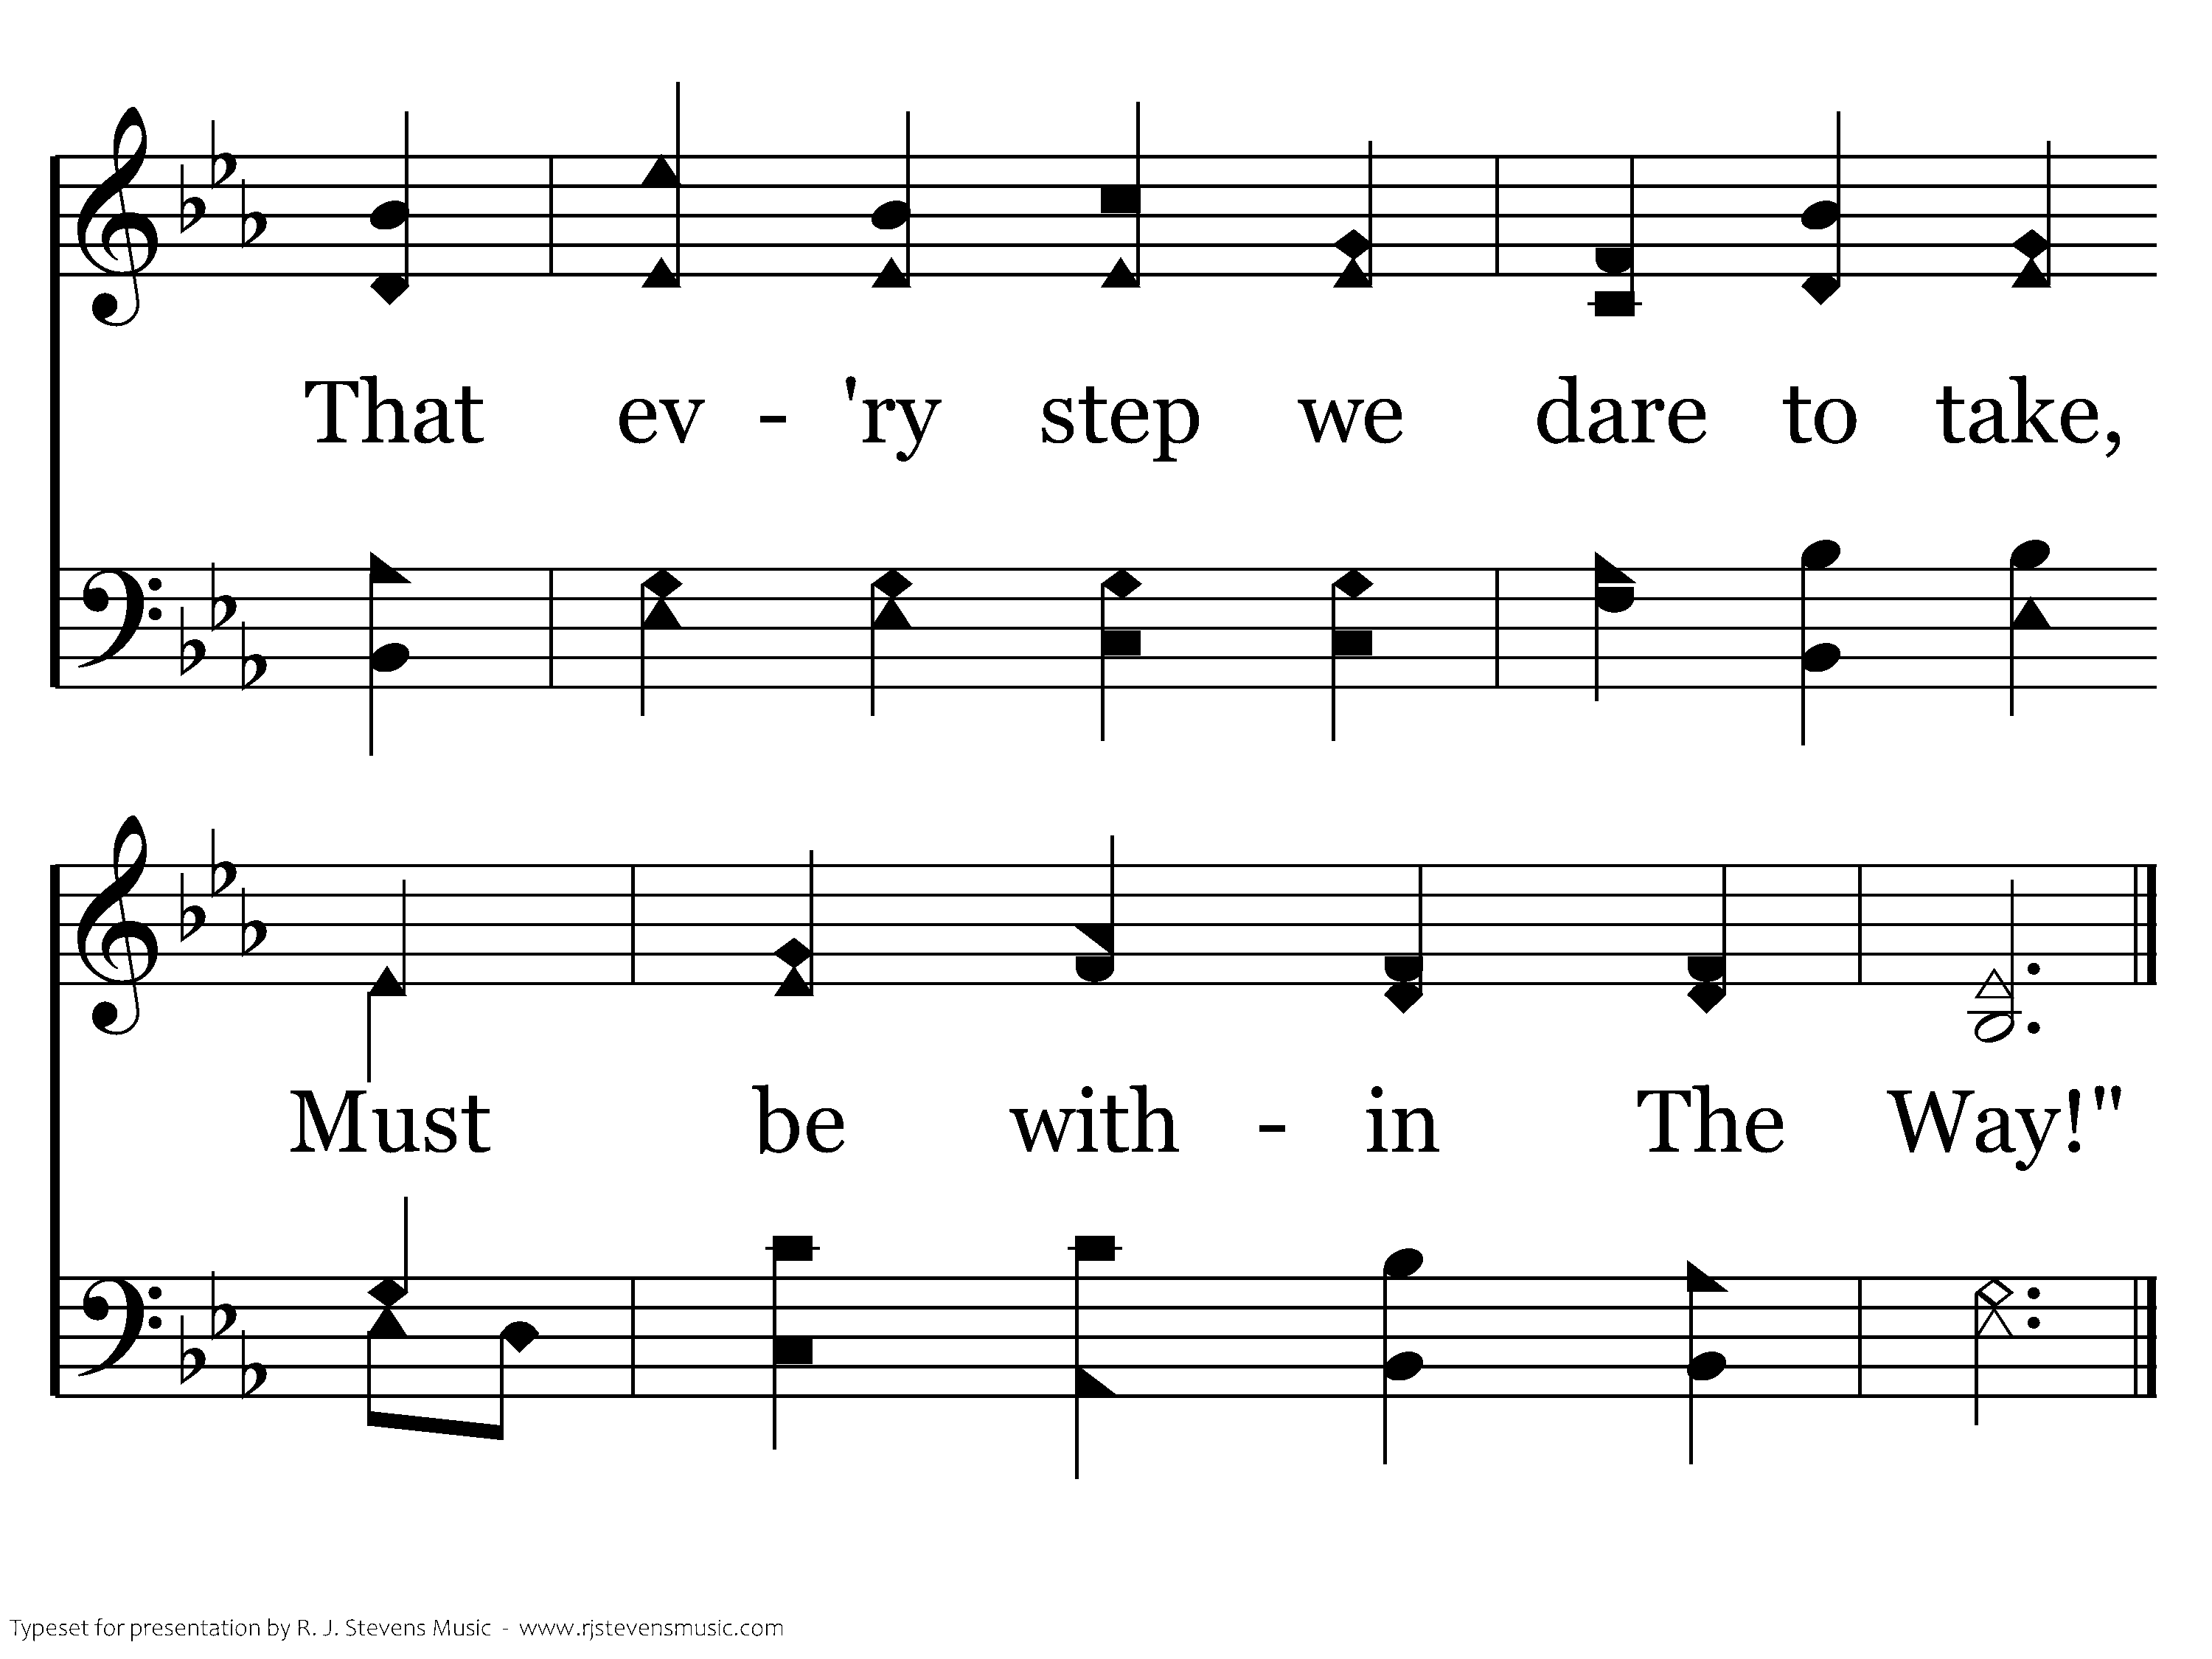 That ev - 'ry step we dare to take,
Must be with - in The Way!"
Typeset for presentation by R. J. Stevens Music - www.rjstevensmusic.com